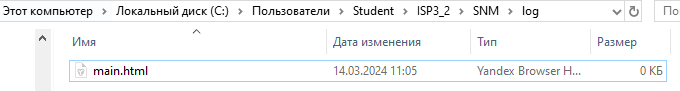 Этот компьютер > Локальный диск (C:) > Пользователи > Student > ISP3_2 > SNM > log
Имя Дата изменения Тип Размер
main.html 14.03.2024 11:05 Yandex Browser H... 0 КБ